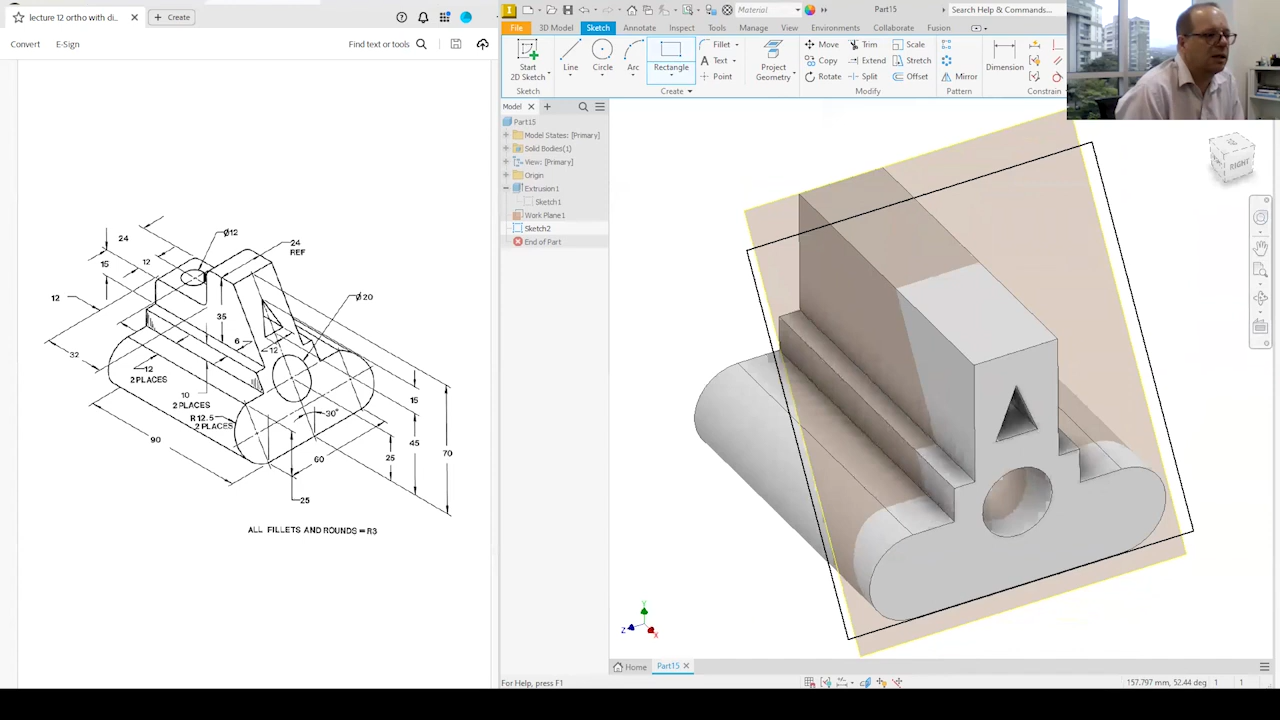 lecture 12 ortho with di...
Create
Convert
E-Sign
Find text or tools
24
Ø12
24
REF
15
12
12
Ø20
35
6
12
32
12
2 PLACES
10
2 PLACES
R 12.5
2 PLACES
30°
15
45
70
90
60
25
25
ALL FILLETS AND ROUNDS = R3
Material
Part15
Search Help & Commands...
File
3D Model
Sketch
Annotate
Inspect
Tools
Manage
View
Environments
Collaborate
Fusion
Start
2D Sketch
Line
Circle
Arc
Rectangle
Fillet
Text
Point
Project
Geometry
Move
Copy
Rotate
Trim
Extend
Split
Scale
Stretch
Offset
Mirror
Dimension
Sketch
Create
Modify
Pattern
Constrain
Model
Part15
Model States: [Primary]
Solid Bodies(1)
View: [Primary]
Origin
Extrusion1
Sketch1
Work Plane1
Sketch2
End of Part
RIGHT
Y
Z
X
Home
Part15
For Help, press F1
157.797 mm, 52.44 deg
1
1